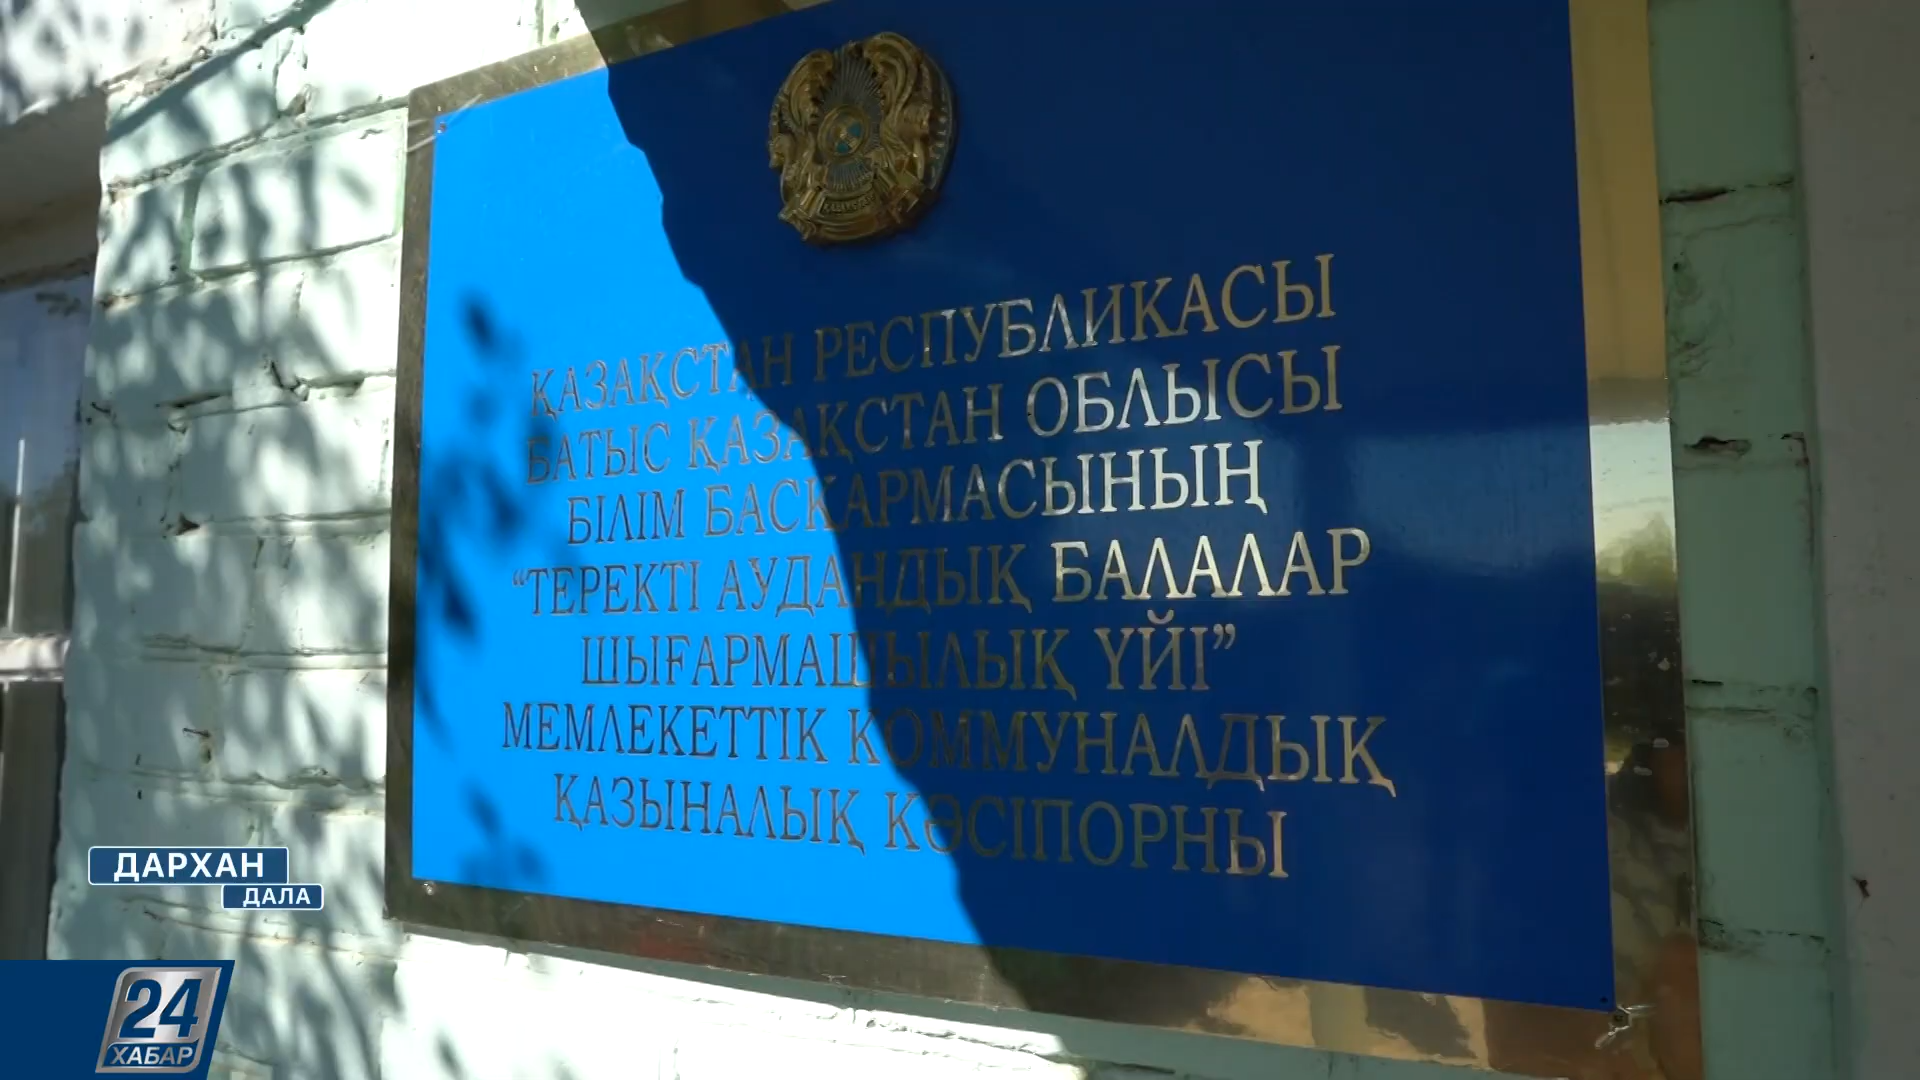 ҚАЗАҚСТАН РЕСПУБЛИКАСЫ
БАТЫС ҚАЗАҚСТАН ОБЛЫСЫ
БІЛІМ БАСҚАРМАСЫНЫҢ
“ТЕРЕКТІ АУДАНДЫҚ БАЛАЛАР
ШЫҒАРМАШЫЛЫҚ ҮЙІ”
МЕМЛЕКЕТТІК КОММУНАЛДЫҚ
ҚАЗЫНАЛЫҚ КӘСІПОРНЫ
ДАРХАН
ДАЛА
24
ХАБАР